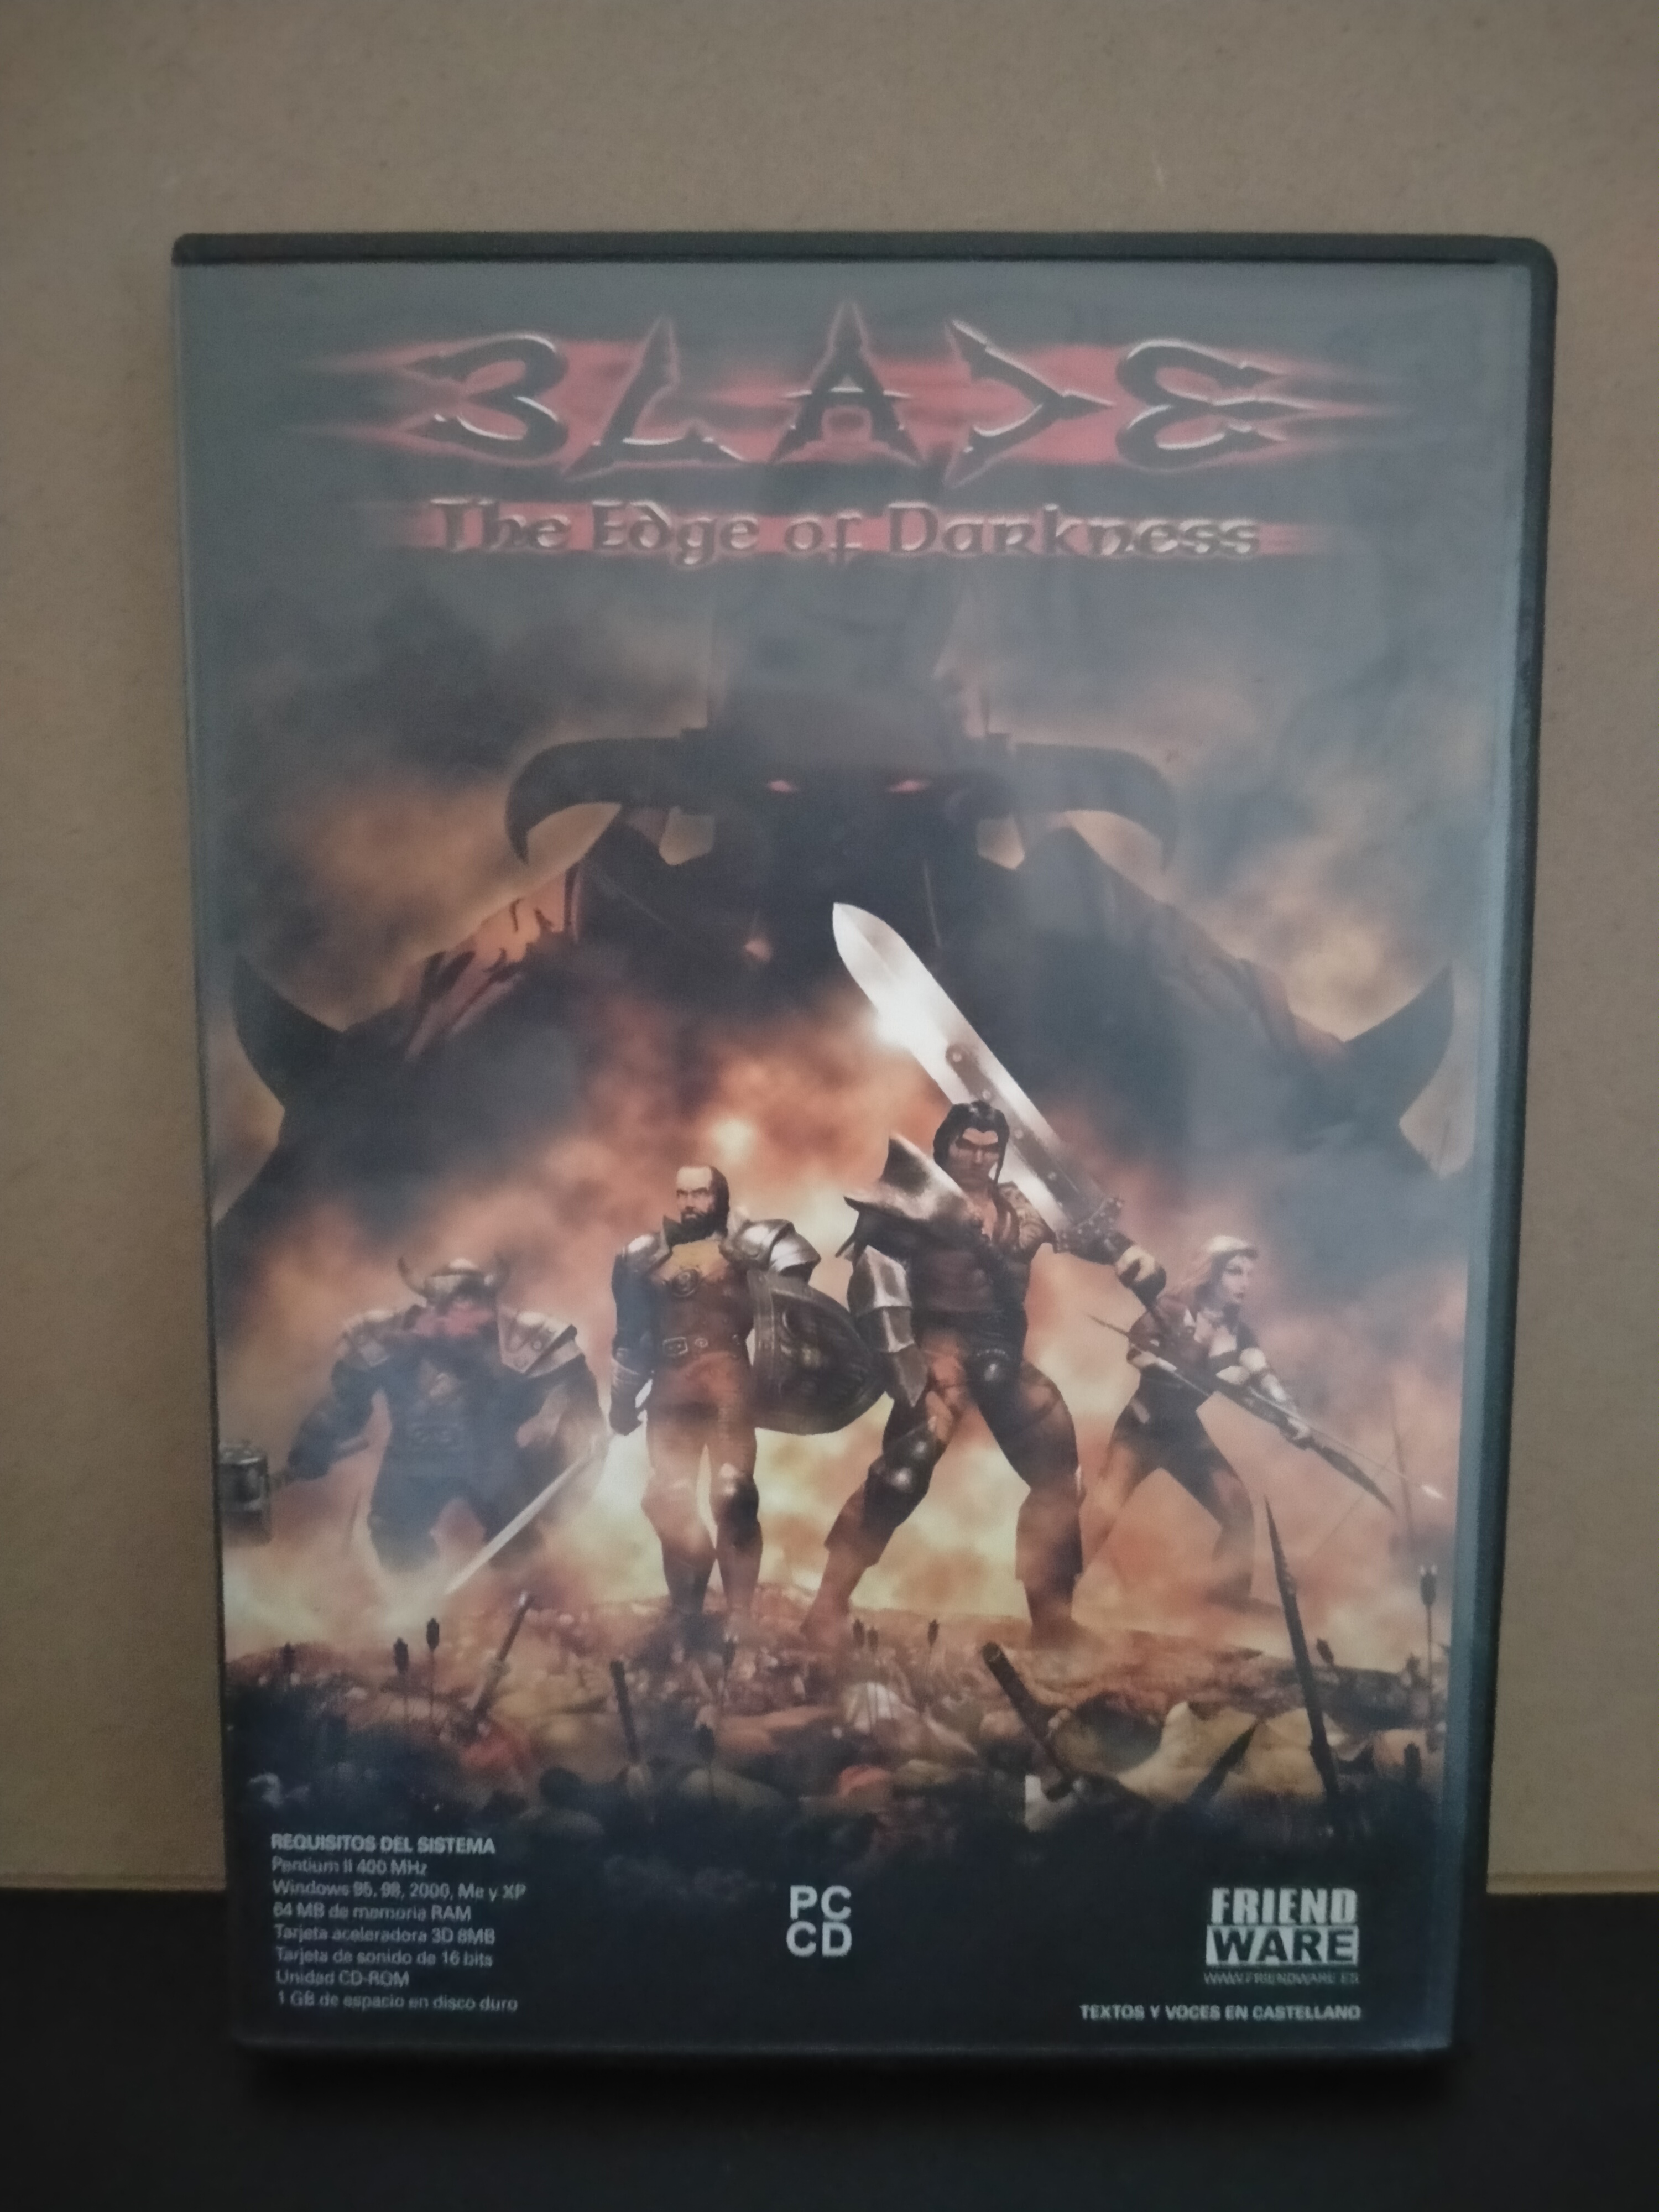 BLADE
The Edge of Darkness
REQUISITOS DEL SISTEMA
Pentium II 400 MHz
Windows 95, 98, 2000, Me y XP
64 MB de memoria RAM
Tarjeta aceleradora 3D 8MB
Tarjeta de sonido de 16 bits
Unidad CD-ROM
1 GB de espacio en disco duro
PC
CD
FRIEND
WARE
WWW.FRIENDWARE.ES
TEXTOS Y VOCES EN CASTELLANO